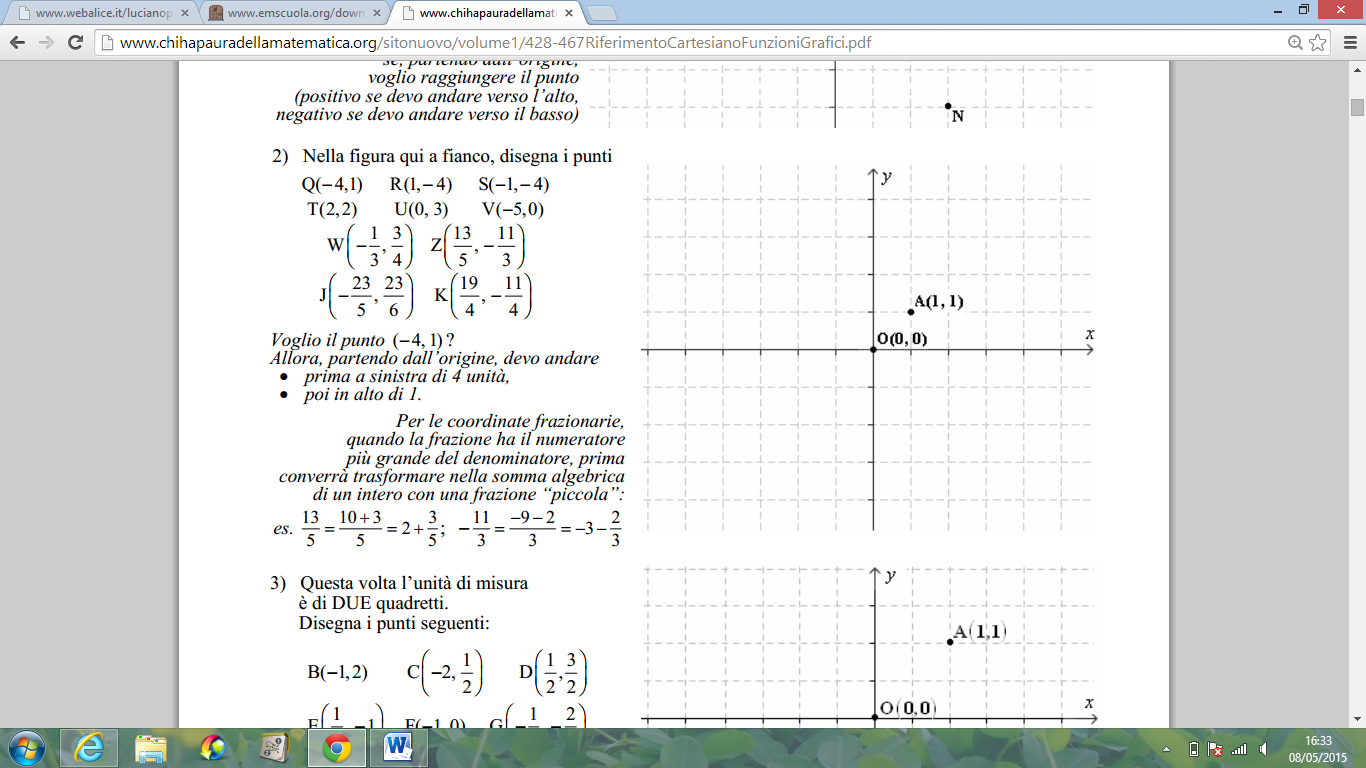 www.webalice.it/lucianop
www.emscuola.org/down
www.chihapauradellamate
www.chihapauradellamatematica.org/sitonuovo/volume1/428-467RiferimentoCartesianoFunzioniGrafici.pdf
se, partendo dall'origine,
voglio raggiungere il punto
(positivo se devo andare verso l'alto,
negativo se devo andare verso il basso)
N
2) Nella figura qui a fianco, disegna i punti
Q(−4,1) R(1,−4) S(−1,−4)
T(2,2) U(0, 3) V(−5,0)
W(−1/3, 3/4) Z(13/5, −11/3)
J(−23/5, 23/6) K(19/4, −11/4)
Voglio il punto (−4, 1)?
Allora, partendo dall'origine, devo andare
• prima a sinistra di 4 unità,
• poi in alto di 1.
Per le coordinate frazionarie,
quando la frazione ha il numeratore
più grande del denominatore, prima
converrà trasformare nella somma algebrica
di un intero con una frazione "piccola":
es. 13/5 = (10+3)/5 = 2+3/5; −11/3 = (−9−2)/3 = −3−2/3
y
A(1, 1)
O(0, 0)
x
3) Questa volta l'unità di misura
è di DUE quadretti.
Disegna i punti seguenti:
B(−1,2) C(−2, 1/2) D(1/2, 3/2)
F(−1,0)
y
A(1,1)
O(0,0)
x
16:33
08/05/2015